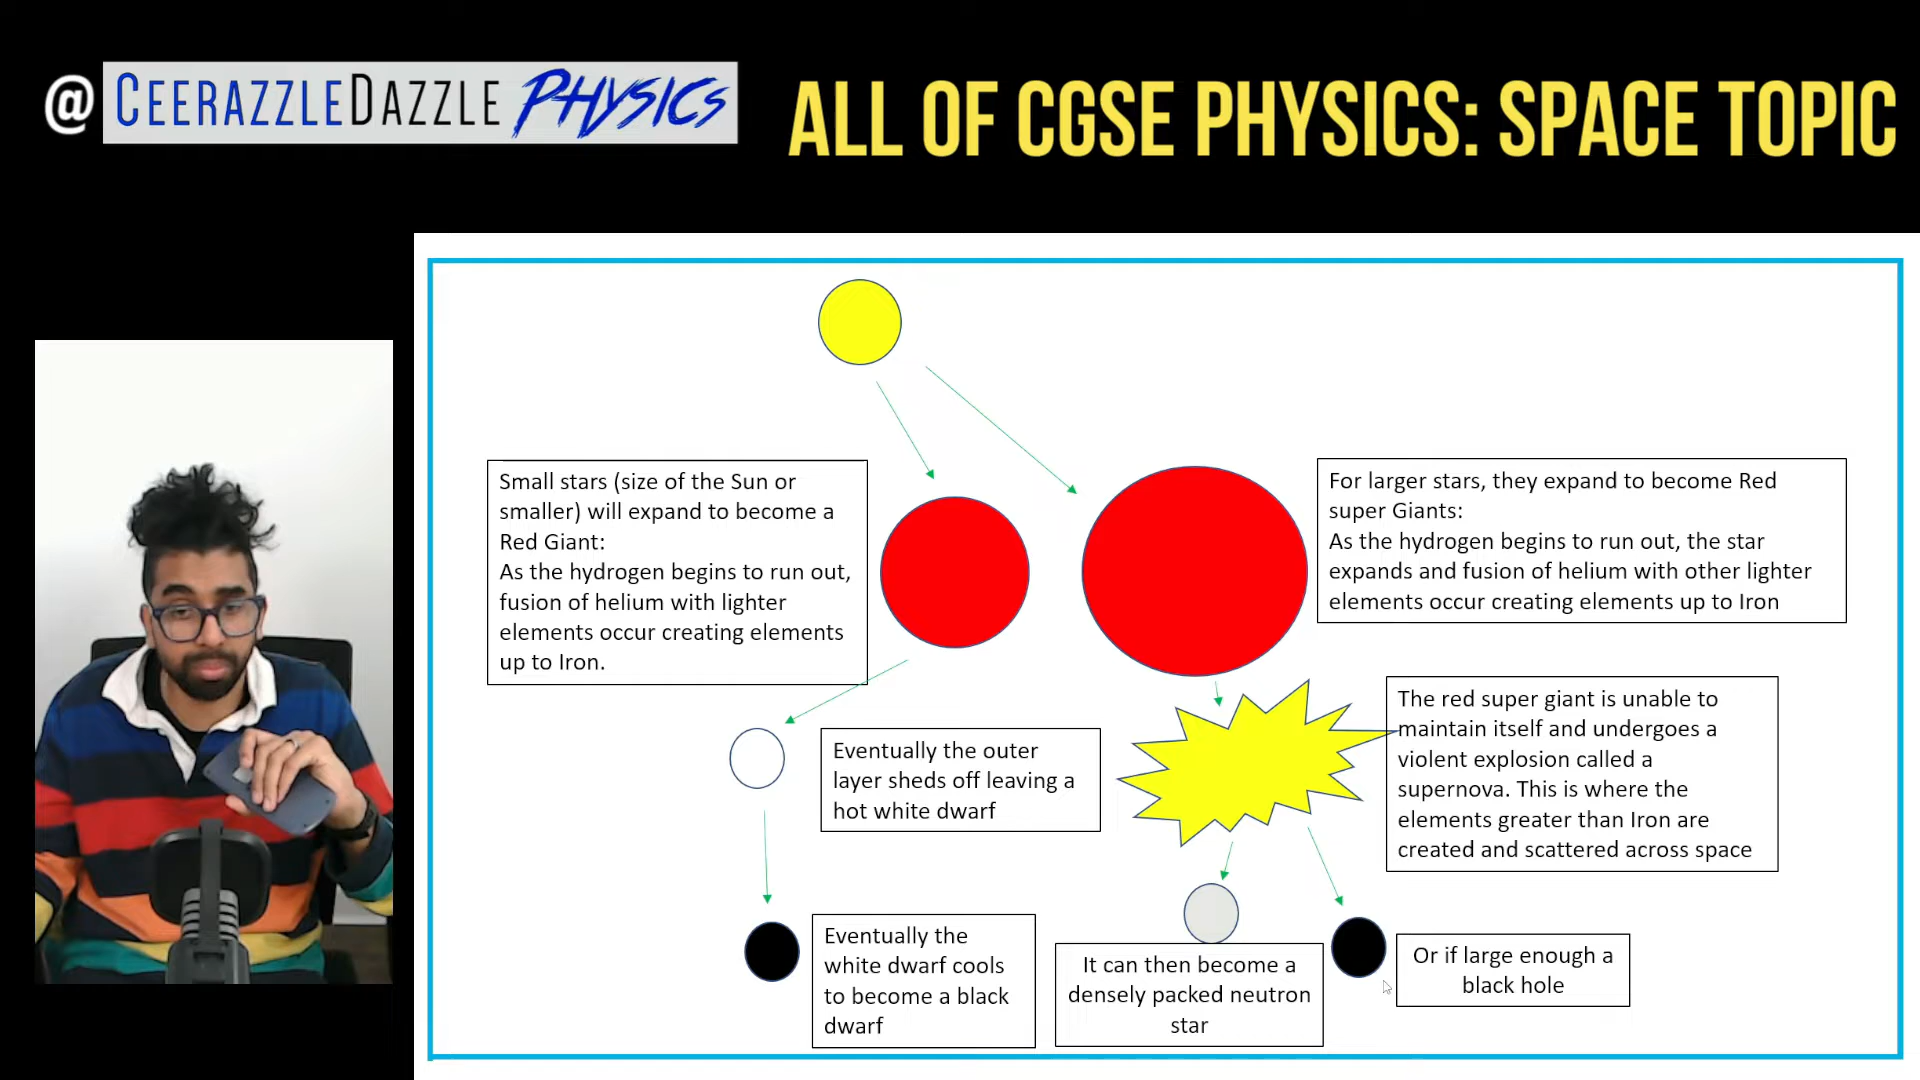 @ CEERAZZLEDAZZLE PHYSICS
ALL OF CGSE PHYSICS: SPACE TOPIC
Small stars (size of the Sun or
smaller) will expand to become a
Red Giant:
As the hydrogen begins to run out,
fusion of helium with lighter
elements occur creating elements
up to Iron.
For larger stars, they expand to become Red
super Giants:
As the hydrogen begins to run out, the star
expands and fusion of helium with other lighter
elements occur creating elements up to Iron
Eventually the outer
layer sheds off leaving a
hot white dwarf
The red super giant is unable to
maintain itself and undergoes a
violent explosion called a
supernova. This is where the
elements greater than Iron are
created and scattered across space
Eventually the
white dwarf cools
to become a black
dwarf
It can then become a
densely packed neutron
star
Or if large enough a
black hole